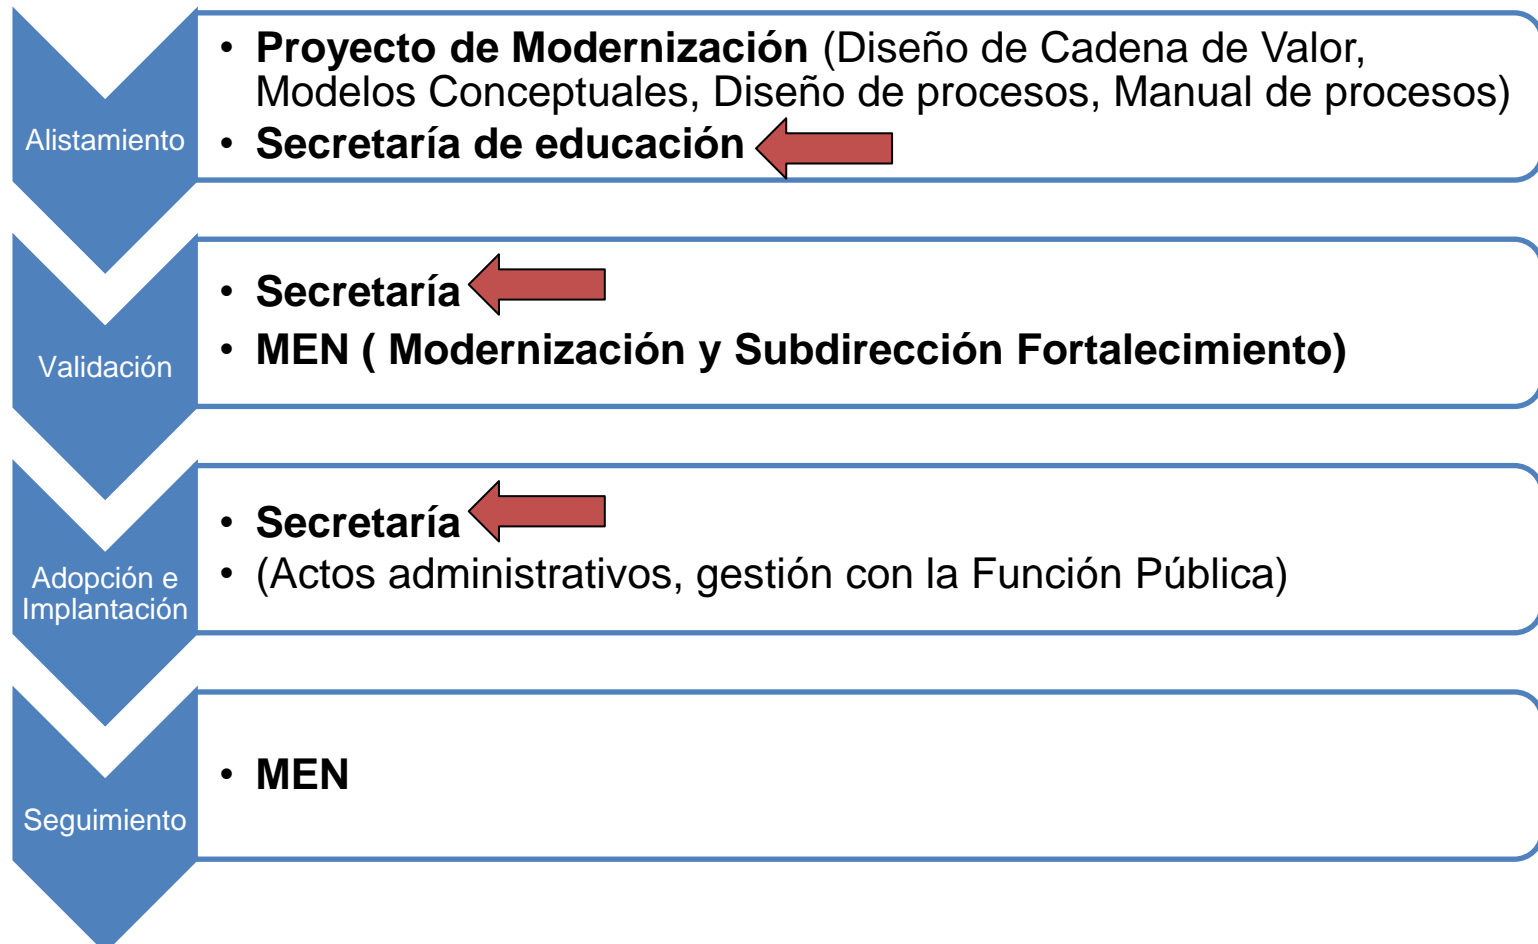 Alistamiento
• Proyecto de Modernización (Diseño de Cadena de Valor,
Modelos Conceptuales, Diseño de procesos, Manual de procesos)
• Secretaría de educación
Validación
• Secretaría
• MEN ( Modernización y Subdirección Fortalecimiento)
Adopción e
Implantación
• Secretaría
• (Actos administrativos, gestión con la Función Pública)
Seguimiento
• MEN